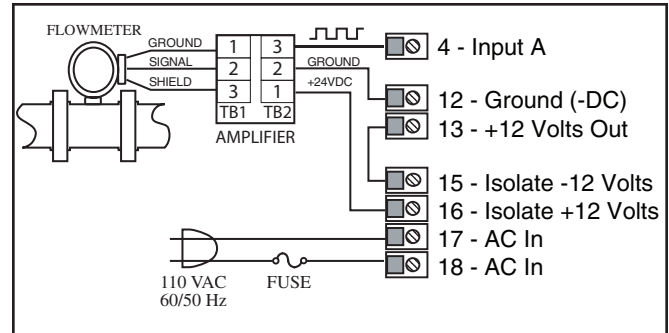 FLOWMETER
GROUND
SIGNAL
SHIELD
1
2
3
TB1
3
2
1
TB2
AMPLIFIER
GROUND
+24VDC
4 - Input A
12 - Ground (-DC)
13 - +12 Volts Out
15 - Isolate -12 Volts
16 - Isolate +12 Volts
17 - AC In
18 - AC In
110 VAC
60/50 Hz
FUSE